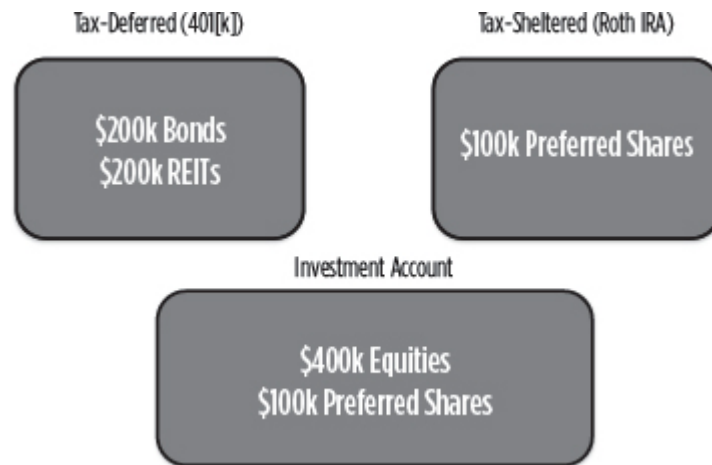 Tax-Deferred (401[k])
$200k Bonds
$200k REITs
Tax-Sheltered (Roth IRA)
$100k Preferred Shares
Investment Account
$400k Equities
$100k Preferred Shares